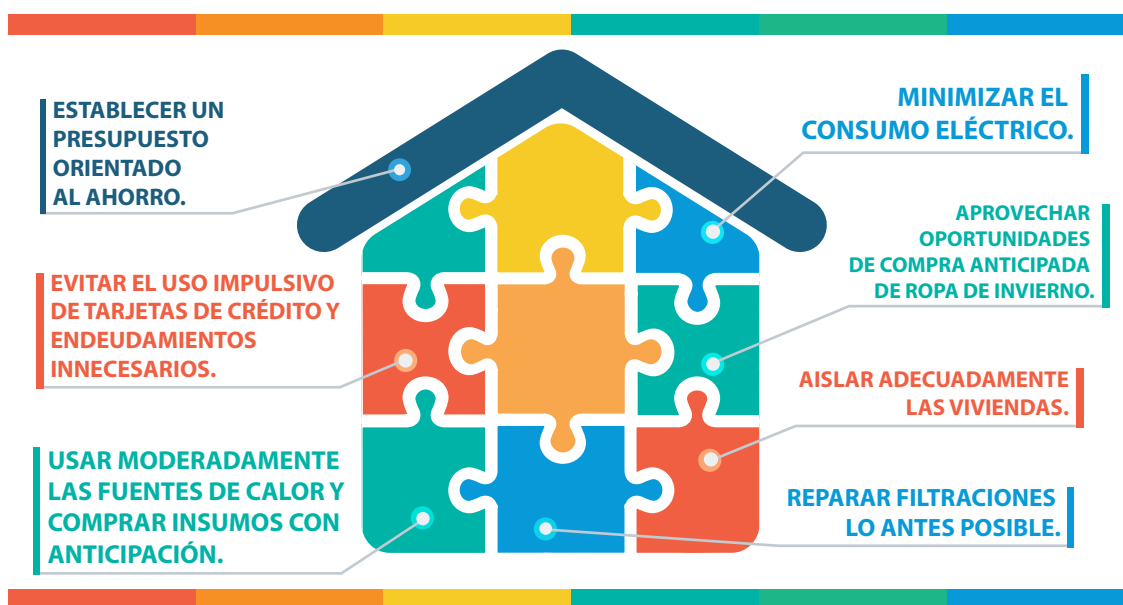 ESTABLECER UN
PRESUPUESTO
ORIENTADO
AL AHORRO.
EVITAR EL USO IMPULSIVO
DE TARJETAS DE CRÉDITO Y
ENDEUDAMIENTOS
INNECESARIOS.
USAR MODERADAMENTE
LAS FUENTES DE CALOR Y
COMPRAR INSUMOS CON
ANTICIPACIÓN.
MINIMIZAR EL
CONSUMO ELÉCTRICO.
APROVECHAR
OPORTUNIDADES
DE COMPRA ANTICIPADA
DE ROPA DE INVIERNO.
AISLAR ADECUADAMENTE
LAS VIVIENDAS.
REPARAR FILTRACIONES
LO ANTES POSIBLE.